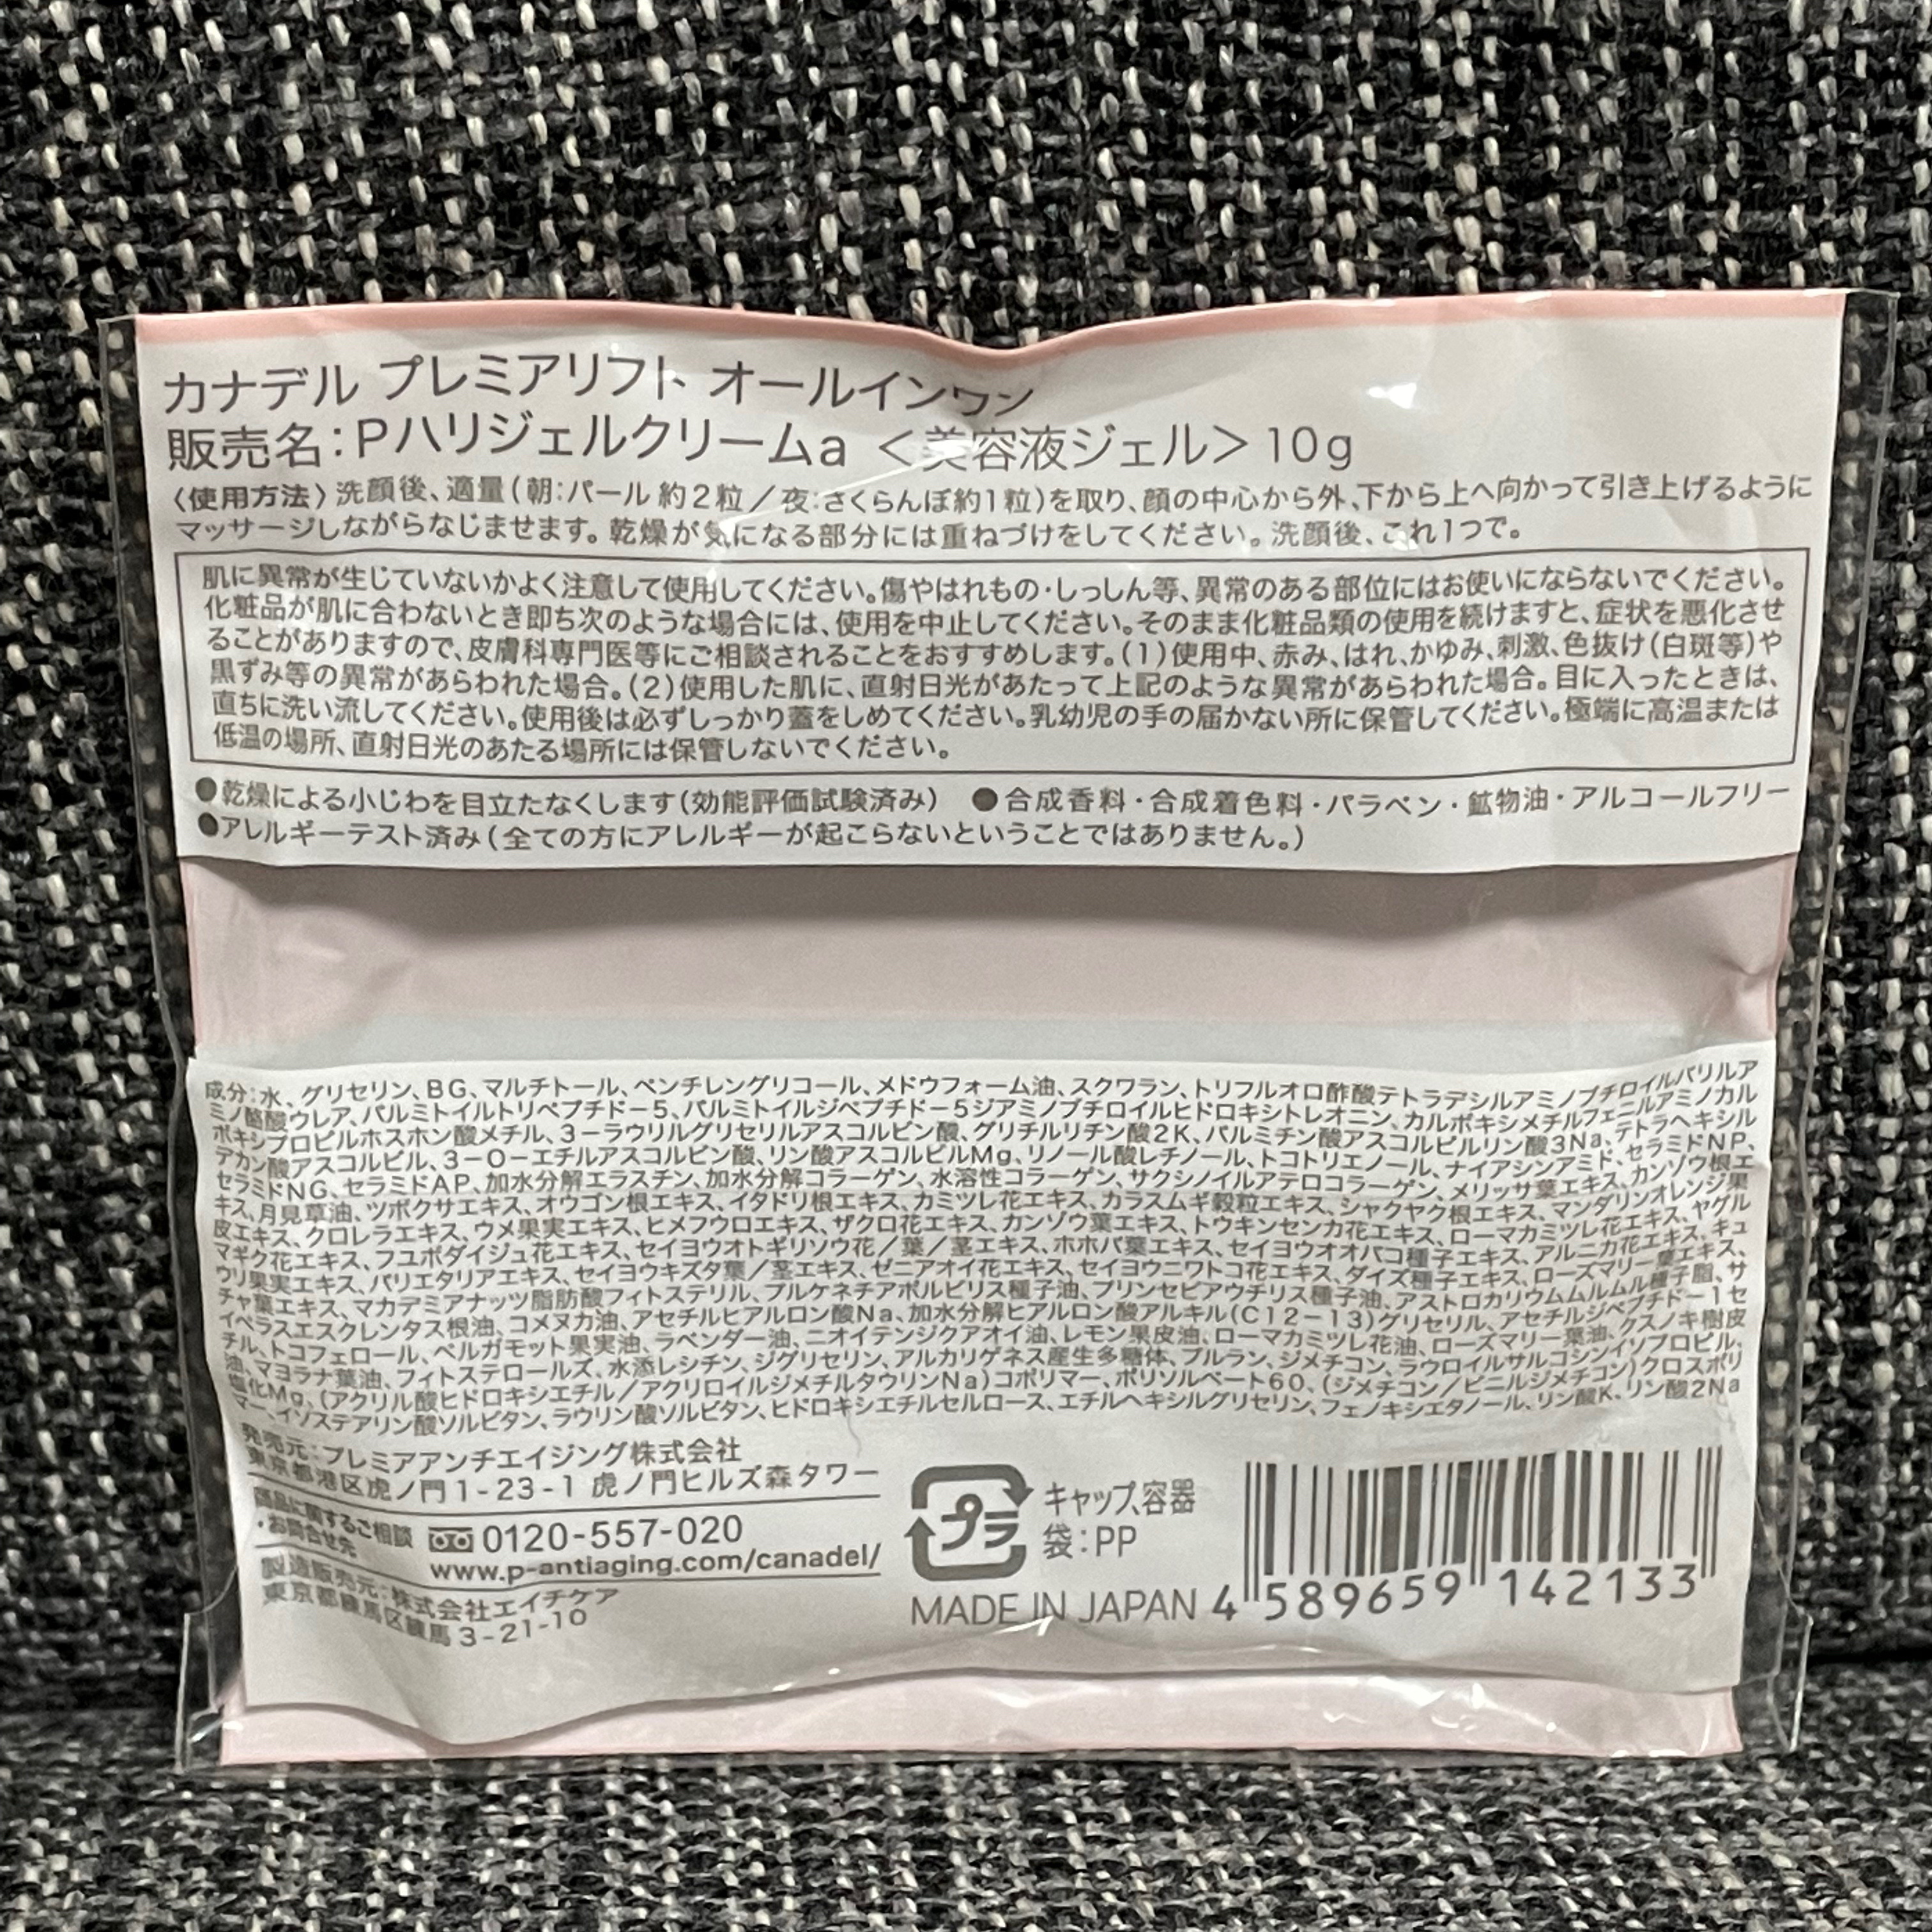 カナデル プレミアリフト オールインワン
販売名:Pハリジェルクリームa <美容液ジェル>10g
〈使用方法〉洗顔後、適量(朝:パール 約2粒/夜:さくらんぼ約1粒)を取り、顔の中心から外、下から上へ向かって引き上げるように
マッサージしながらなじませます。乾燥が気になる部分には重ねづけをしてください。洗顔後、これ1つで。
肌に異常が生じていないかよく注意して使用してください。傷やはれもの・しっしん等、異常のある部位にはお使いにならないでください。
化粧品が肌に合わないとき即ち次のような場合には、使用を中止してください。そのまま化粧品類の使用を続けますと、症状を悪化させ
ることがありますので、皮膚科専門医等にご相談されることをおすすめします。(1)使用中、赤み、はれ、かゆみ、刺激、色抜け(白斑等)や
黒ずみ等の異常があらわれた場合。(2)使用した肌に、直射日光があたって上記のような異常があらわれた場合。目に入ったときは、
直ちに洗い流してください。使用後は必ずしっかり蓋をしめてください。乳幼児の手の届かない所に保管してください。極端に高温または
低温の場所、直射日光のあたる場所には保管しないでください。
●乾燥による小じわを目立たなくします(効能評価試験済み) ●合成香料・合成着色料・パラベン・鉱物油・アルコールフリー
●アレルギーテスト済み(全ての方にアレルギーが起こらないということではありません。)
成分:水、グリセリン、BG、マルチトール、ペンチレングリコール、メドウフォーム油、スクワラン、トリフルオロ酢酸テトラデシルアミノブチロイルバリルア
ミノ酪酸ウレア、パルミトイルトリペプチド-5、パルミトイルジペプチド-5ジアミノブチロイルヒドロキシトレオニン、カルボキシメチルフェニルアミノカル
ボキシプロピルホスホン酸メチル、3-ラウリルグリセリルアスコルビン酸、グリチルリチン酸2K、パルミチン酸アスコルビルリン酸3Na、テトラヘキシル
デカン酸アスコルビル、3-O-エチルアスコルビン酸、リン酸アスコルビルMg、リノール酸レチノール、トコトリエノール、ナイアシンアミド、セラミドNP、
セラミドNG、セラミドAP、加水分解エラスチン、加水分解コラーゲン、水溶性コラーゲン、サクシノイルアテロコラーゲン、メリッサ葉エキス、カンゾウ根エ
キス、月見草油、ツボクサエキス、オウゴン根エキス、イタドリ根エキス、カミツレ花エキス、カラスムギ穀粒エキス、シャクヤク根エキス、マンダリンオレンジ果
皮エキス、クロレラエキス、ウメ果実エキス、ヒメフウロエキス、ザクロ花エキス、カンゾウ葉エキス、トウキンセンカ花エキス、ローマカミツレ花エキス、ヤグル
マギク花エキス、フユボダイジュ花エキス、セイヨウオトギリソウ花/葉/茎エキス、ホホバ葉エキス、セイヨウオオバコ種子エキス、アルニカ花エキス、キュ
ウリ果実エキス、パリエタリアエキス、セイヨウキズタ葉/茎エキス、ゼニアオイ花エキス、セイヨウニワトコ花エキス、ダイズ種子エキス、ローズマリー葉エキス、
チャ葉エキス、マカデミアナッツ脂肪酸フィトステリル、プルケネチアボルビリス種子油、プリンセピアウチリス種子油、アストロカリウムムルムル種子脂、サ
イペラスエスクレンタス根油、コメヌカ油、アセチルヒアルロン酸Na、加水分解ヒアルロン酸アルキル(C12-13)グリセリル、アセチルジペプチド-1セ
チル、トコフェロール、ベルガモット果実油、ラベンダー油、ニオイテンジクアオイ油、レモン果皮油、ローマカミツレ花油、ローズマリー葉油、クスノキ樹皮
油、マヨラナ葉油、フィトステロールズ、水添レシチン、ジグリセリン、アルカリゲネス産生多糖体、プルラン、ジメチコン、ラウロイルサルコシンイソプロピル、
塩化Mg、(アクリル酸ヒドロキシエチル/アクリロイルジメチルタウリンNa)コポリマー、ポリソルベート60、(ジメチコン/ビニルジメチコン)クロスポリ
マー、イソステアリン酸ソルビタン、ラウリン酸ソルビタン、ヒドロキシエチルセルロース、エチルヘキシルグリセリン、フェノキシエタノール、リン酸K、リン酸2Na
発売元:プレミアアンチエイジング株式会社
東京都港区虎ノ門1-23-1 虎ノ門ヒルズ森タワー
商品に関するご相談
・お問合せ先
0120-557-020
www.p-antiaging.com/canadel/
製造販売元:株式会社エイチケア
東京都練馬区練馬3-21-10
プラ
キャップ、容器
袋:PP
MADE IN JAPAN
4 589659 142133